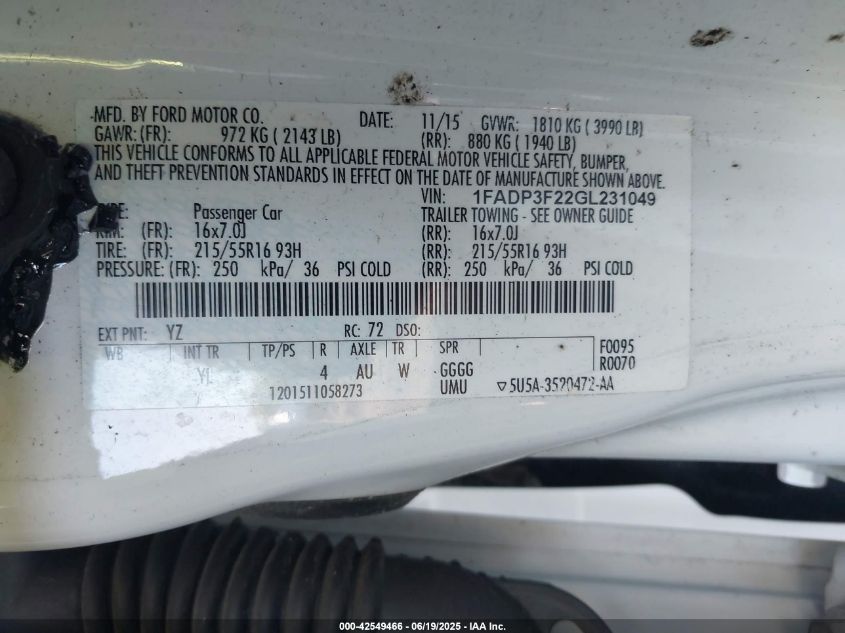 MFD. BY FORD MOTOR CO. DATE: 11/15 GVWR: 1810 KG ( 3990 LB)
GAWR: (FR): 972 KG ( 2143 LB) (RR): 880 KG ( 1940 LB)
THIS VEHICLE CONFORMS TO ALL APPLICABLE FEDERAL MOTOR VEHICLE SAFETY, BUMPER,
AND THEFT PREVENTION STANDARDS IN EFFECT ON THE DATE OF MANUFACTURE SHOWN ABOVE.
VIN: 1FADP3F22GL231049
Passenger Car TRAILER TOWING - SEE OWNER GUIDE
(FR): 16x7.0J (RR): 16x7.0J
TIRE: (FR): 215/55R16 93H (RR): 215/55R16 93H
PRESSURE: (FR): 250 kPa/ 36 PSI COLD (RR): 250 kPa/ 36 PSI COLD
EXT PNT: YZ RC: 72 DSO:
WB INT TR TP/PS R AXLE TR SPR F0095
YL 4 AU W GGGG R0070
1201511058273 UMU ▽5U5A-3520472-AA
000-42549466 - 06/19/2025 - IAA Inc.